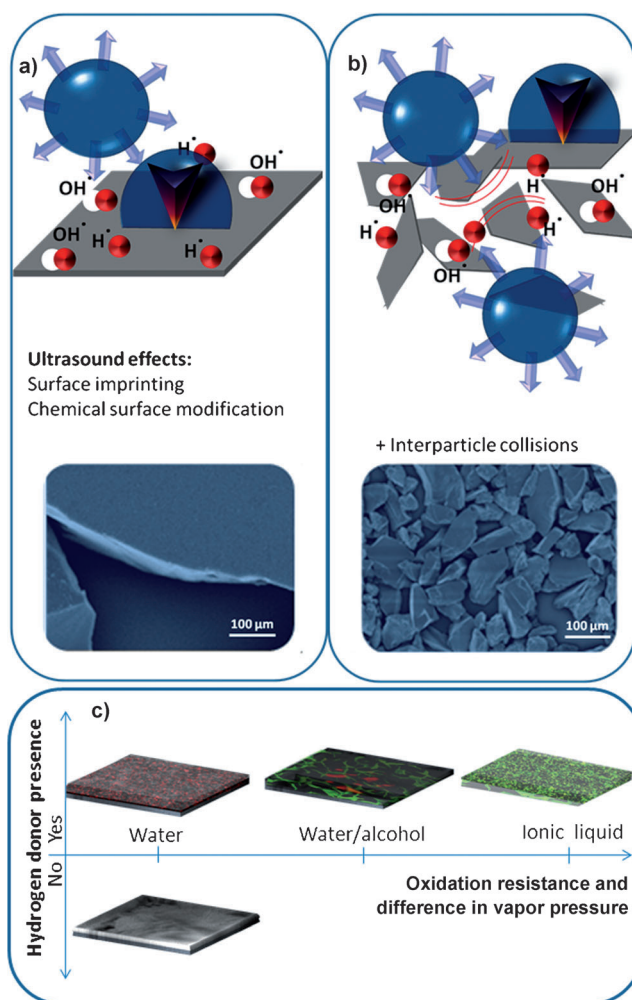 a)
H•
OH•
OH•
OH•
H•
H•
Ultrasound effects:
Surface imprinting
Chemical surface modification
100 μm
b)
H•
OH•
OH•
H•
H•
OH•
+ Interparticle collisions
100 μm
c)
Hydrogen donor presence
Yes
No
Water
Water/alcohol
Ionic liquid
Oxidation resistance and
difference in vapor pressure